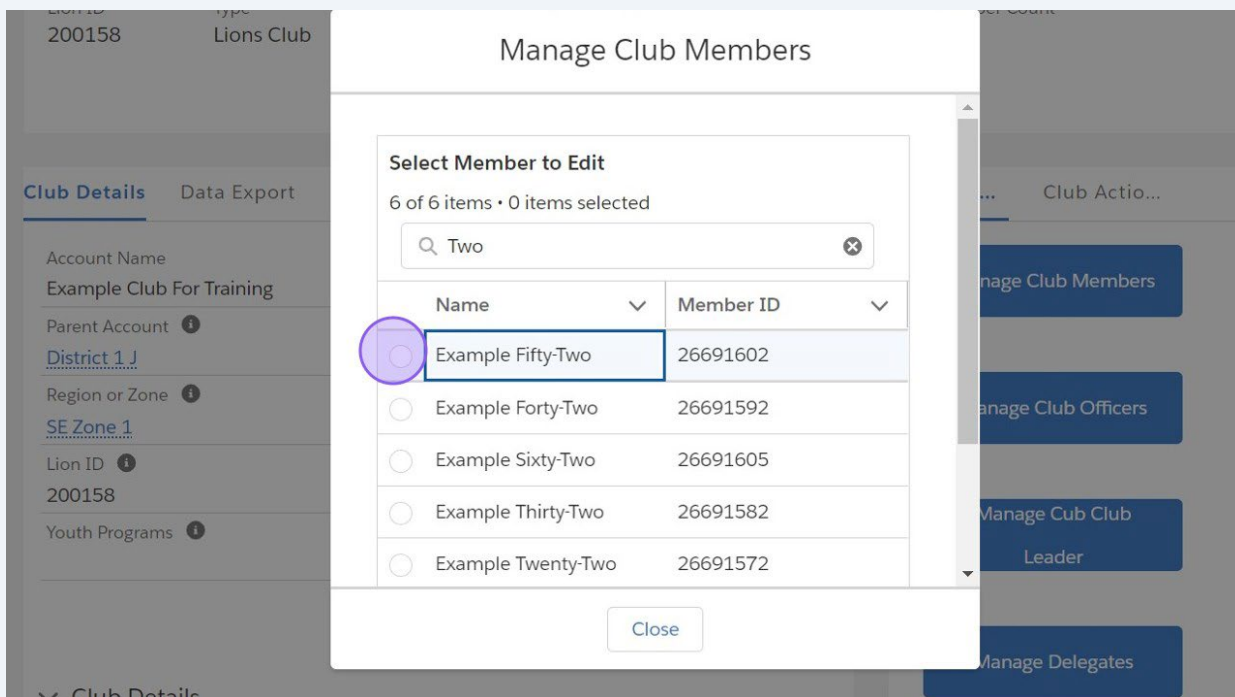 200158
Lions Club
Manage Club Members
Select Member to Edit
6 of 6 items • 0 items selected
Two
Name
Member ID
Example Fifty-Two
26691602
Example Forty-Two
26691592
Example Sixty-Two
26691605
Example Thirty-Two
26691582
Example Twenty-Two
26691572
Close
Club Details
Data Export
Account Name
Example Club For Training
Parent Account
District 1 J
Region or Zone
SE Zone 1
Lion ID
200158
Youth Programs
Club Details
...
Club Actio...
Club Members
Club Officers
Manage Cub Club
Leader
Manage Delegates